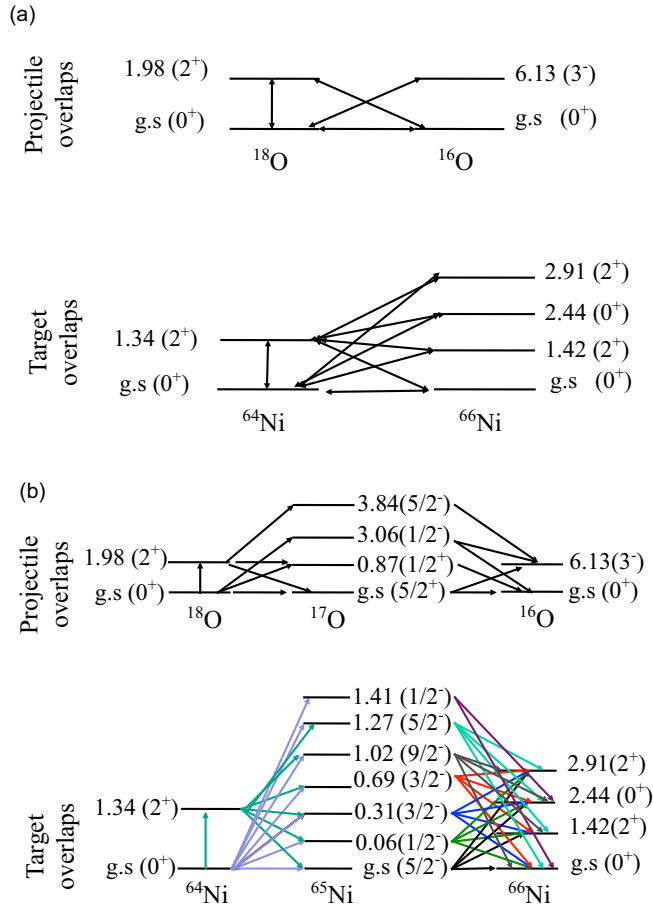 (a)
Projectile
overlaps
1.98 (2⁺) 6.13 (3⁻)
g.s (0⁺) g.s (0⁺)
¹⁸O ¹⁶O
Target
overlaps
2.91 (2⁺)
2.44 (0⁺)
1.34 (2⁺) 1.42 (2⁺)
g.s (0⁺) g.s (0⁺)
⁶⁴Ni ⁶⁶Ni
(b)
Projectile
overlaps
3.84(5/2⁻)
3.06(1/2⁻)
1.98 (2⁺) 0.87(1/2⁺) 6.13(3⁻)
g.s (0⁺) g.s (5/2⁺) g.s (0⁺)
¹⁸O ¹⁷O ¹⁶O
Target
overlaps
1.41 (1/2⁻)
1.27 (5/2⁻)
1.02 (9/2⁻) 2.91(2⁺)
0.69 (3/2⁻) 2.44 (0⁺)
1.34 (2⁺) 0.31(3/2⁻) 1.42(2⁺)
0.06(1/2⁻)
g.s (0⁺) g.s (5/2⁻) g.s (0⁺)
⁶⁴Ni ⁶⁵Ni ⁶⁶Ni